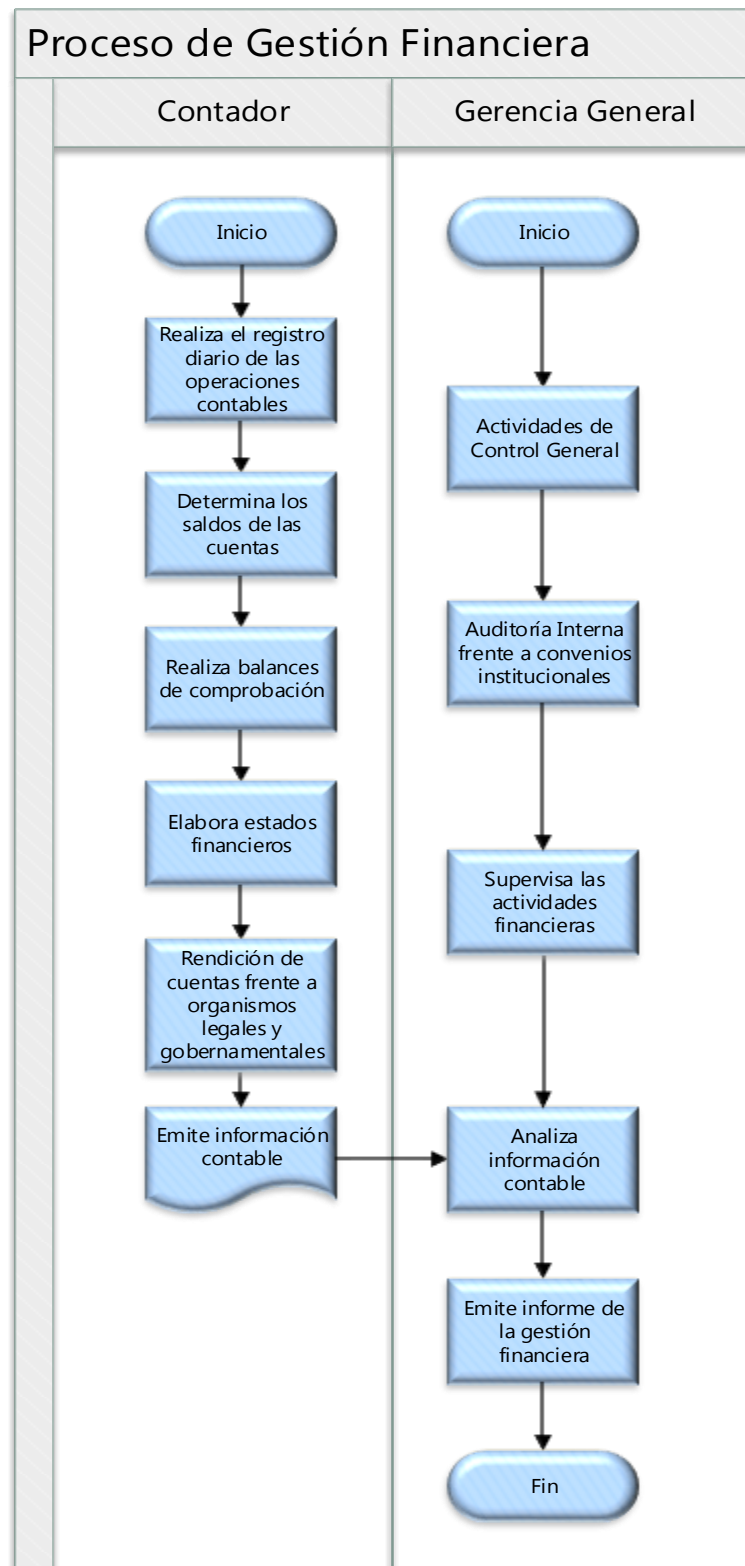 Proceso de Gestión Financiera
Contador
Gerencia General
Inicio
Realiza el registro
diario de las
operaciones
contables
Determina los
saldos de las
cuentas
Realiza balances
de comprobación
Elabora estados
financieros
Rendición de
cuentas frente a
organismos
legales y
gobernamentales
Emite información
contable
Inicio
Actividades de
Control General
Auditoría Interna
frente a convenios
institucionales
Supervisa las
actividades
financieras
Analiza
información
contable
Emite informe de
la gestión
financiera
Fin